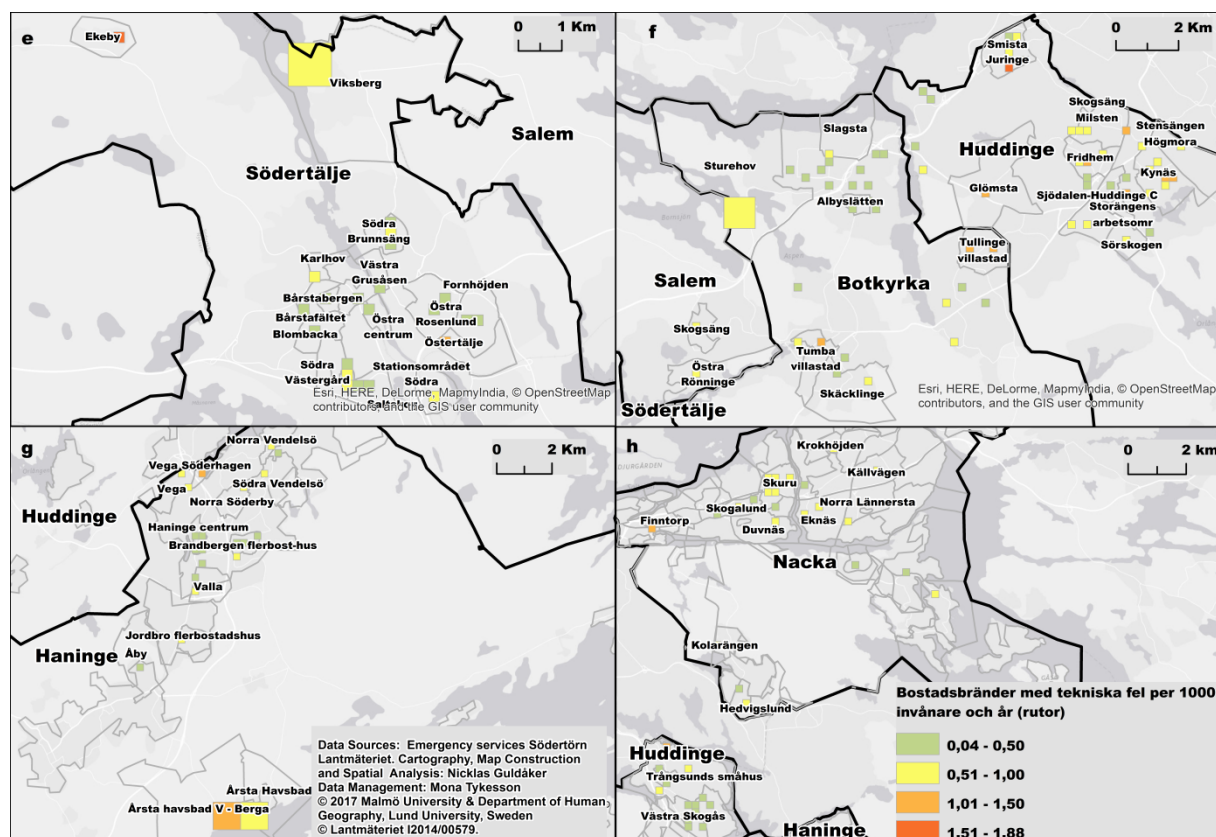 e
Ekeby
0 1 Km
Viksberg
Salem
Södertälje
Södra
Brunnsäng
Karlhov
Västra
Grusåsen
Fornhöjden
Bårstabergen
Östra
Bårstafältet
Östra
Rosenlund
Blombacka
centrum
Östertälje
Södra
Stationsområdet
Västergård
Södra
Esri, HERE, DeLorme, MapmyIndia, © OpenStreetMap
contributors, and the GIS user community
f
0 2 Km
Smista
Juringe
Skogsäng
Milsten
Stensängen
Slagsta
Högmora
Huddinge
Sturehov
Fridhem
Kynäs
Glömsta
Sjödalen-Huddinge C
Albyslätten
Storängens
arbetsomr
Sörskogen
Tullinge
villastad
Salem
Botkyrka
Skogsäng
Tumba
villastad
Östra
Rönninge
Skäcklinge
Södertälje
Esri, HERE, DeLorme, MapmyIndia, © OpenStreetMap
contributors, and the GIS user community
g
Norra Vendelsö
0 2 Km
Vega Söderhagen
Södra Vendelsö
Vega
Norra Söderby
Huddinge
Haninge centrum
Brandbergen flerbost-hus
Valla
Jordbro flerbostadshus
Haninge
Åby
Årsta Havsbad
Årsta havsbad V - Berga
Data Sources: Emergency services Södertörn
Lantmäteriet. Cartography, Map Construction
and Spatial Analysis: Nicklas Guldåker
Data Management: Mona Tykesson
© 2017 Malmö University & Department of Human
Geography, Lund University, Sweden
© Lantmäteriet I2014/00579.
h
Krokhöjden
0 2 km
Källvägen
Skuru
Skogalund
Norra Lännersta
Finntorp
Eknäs
Duvnäs
Nacka
Kolarängen
Hedvigslund
Huddinge
Trångsunds småhus
Västra Skogås
Haninge
Bostadsbränder med tekniska fel per 1000
invånare och år (rutor)
0,04 - 0,50
0,51 - 1,00
1,01 - 1,50
1,51 - 1,88